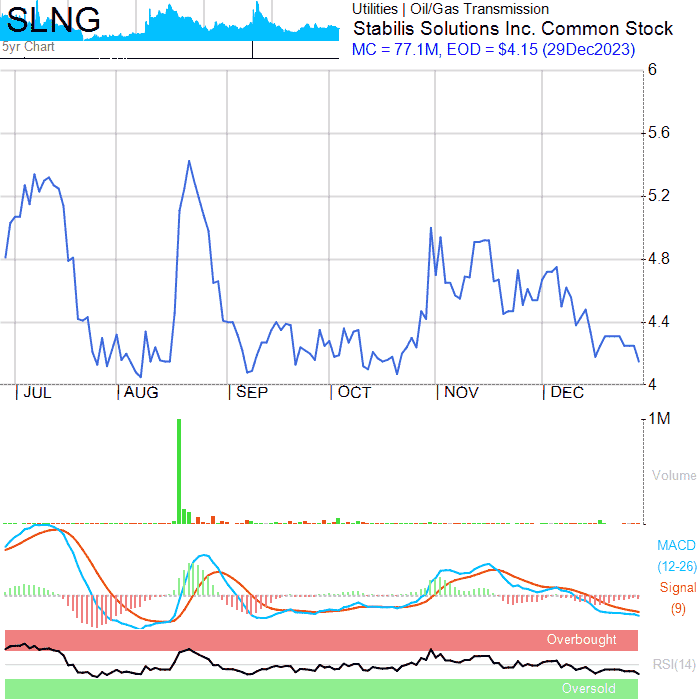 SLNG
5yr Chart
Utilities | Oil/Gas Transmission
Stabilis Solutions Inc. Common Stock
MC = 77.1M, EOD = $4.15 (29Dec2023)
6
5.6
5.2
4.8
4.4
4
JUL AUG SEP OCT NOV DEC
1M
Volume
MACD
(12-26)
Signal
(9)
Overbought
RSI(14)
Oversold